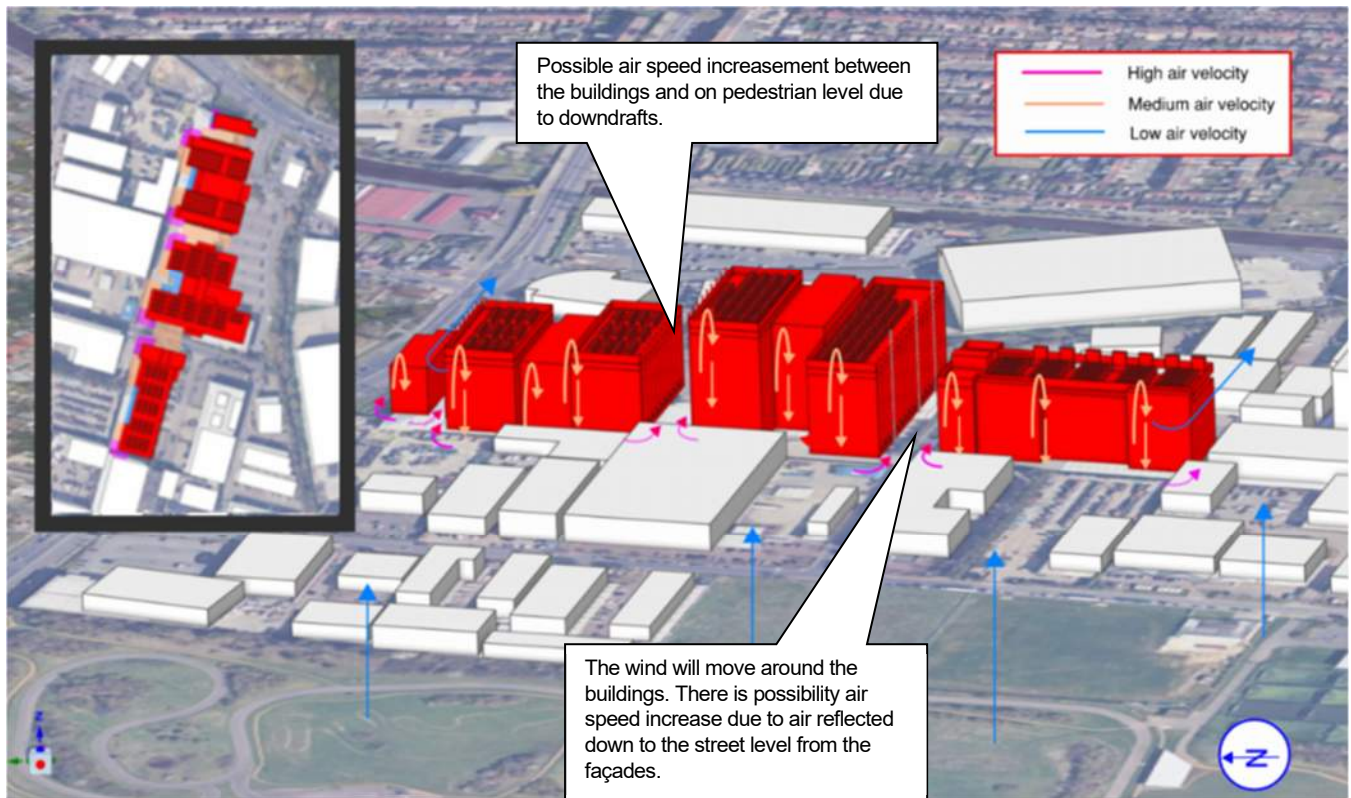 Possible air speed increasement between
the buildings and on pedestrian level due
to downdrafts.
High air velocity
Medium air velocity
Low air velocity
The wind will move around the
buildings. There is possibility air
speed increase due to air reflected
down to the street level from the
façades.
Z
N